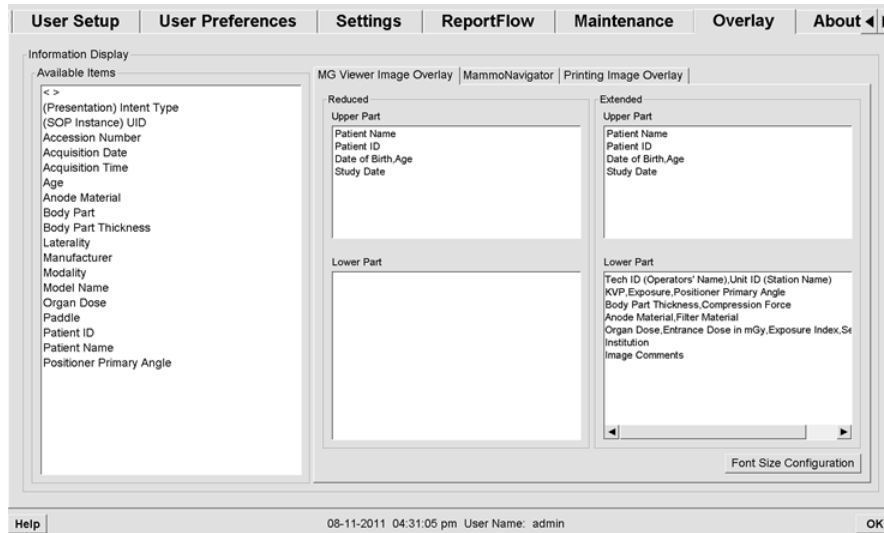 User Setup User Preferences Settings ReportFlow Maintenance Overlay About
Information Display
Available Items
< >
(Presentation) Intent Type
(SOP Instance) UID
Accession Number
Acquisition Date
Acquisition Time
Age
Anode Material
Body Part
Body Part Thickness
Laterality
Manufacturer
Modality
Model Name
Organ Dose
Paddle
Patient ID
Patient Name
Positioner Primary Angle
MG Viewer Image Overlay MammoNavigator Printing Image Overlay
Reduced
Upper Part
Patient Name
Patient ID
Date of Birth,Age
Study Date
Lower Part
Extended
Upper Part
Patient Name
Patient ID
Date of Birth,Age
Study Date
Lower Part
Tech ID (Operators' Name),Unit ID (Station Name)
KVP,Exposure,Positioner Primary Angle
Body Part Thickness,Compression Force
Anode Material,Filter Material
Organ Dose,Entrance Dose in mGy,Exposure Index,Se
Institution
Image Comments
Font Size Configuration
Help 08-11-2011 04:31:05 pm User Name: admin OK